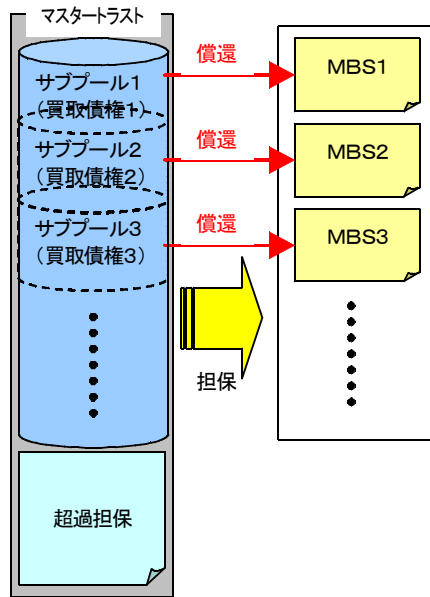 マスタートラスト
サブプール1
(買取債権1)
償還
MBS1
サブプール2
(買取債権2)
償還
MBS2
サブプール3
(買取債権3)
償還
MBS3
担保
超過担保